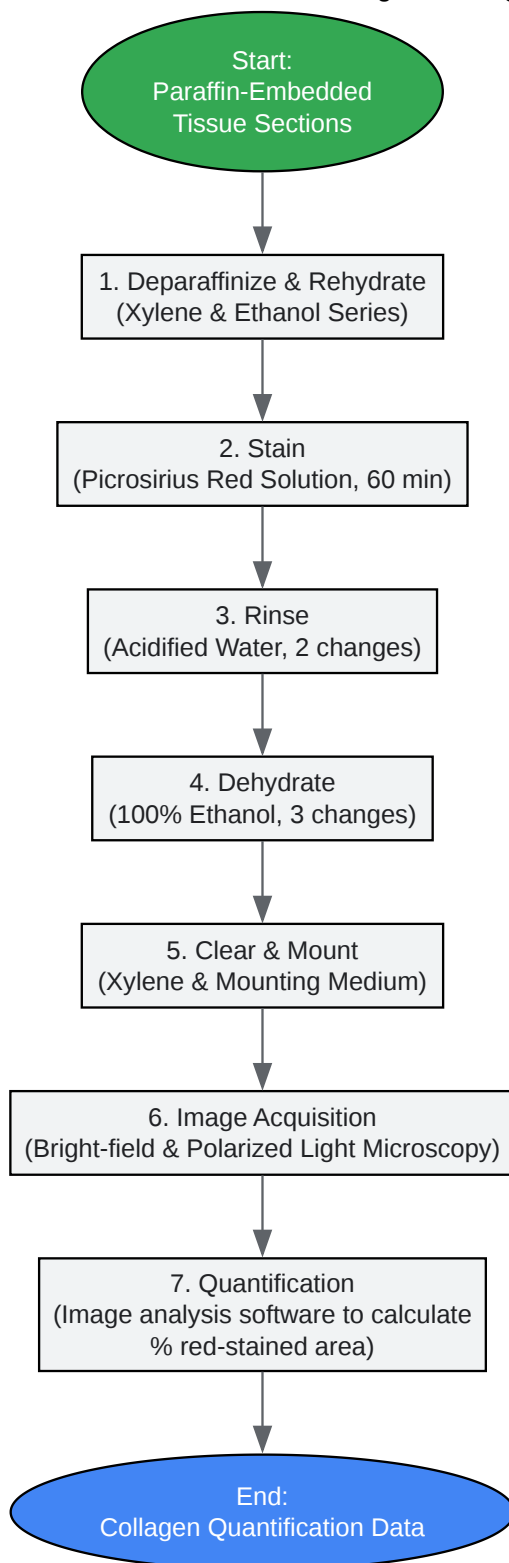 Start:
Paraffin-Embedded
Tissue Sections
1. Deparaffinize & Rehydrate
(Xylene & Ethanol Series)
2. Stain
(Picrosirius Red Solution, 60 min)
3. Rinse
(Acidified Water, 2 changes)
4. Dehydrate
(100% Ethanol, 3 changes)
5. Clear & Mount
(Xylene & Mounting Medium)
6. Image Acquisition
(Bright-field & Polarized Light Microscopy)
7. Quantification
(Image analysis software to calculate
% red-stained area)
End:
Collagen Quantification Data